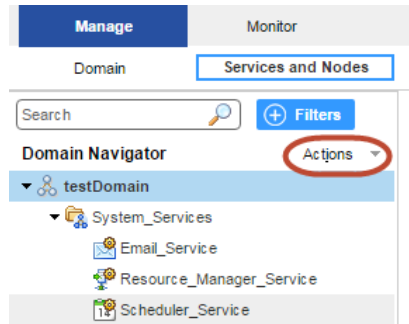 Manage Monitor
Domain Services and Nodes
Search Filters
Domain Navigator Actions
testDomain
System_Services
Email_Service
Resource_Manager_Service
Scheduler_Service